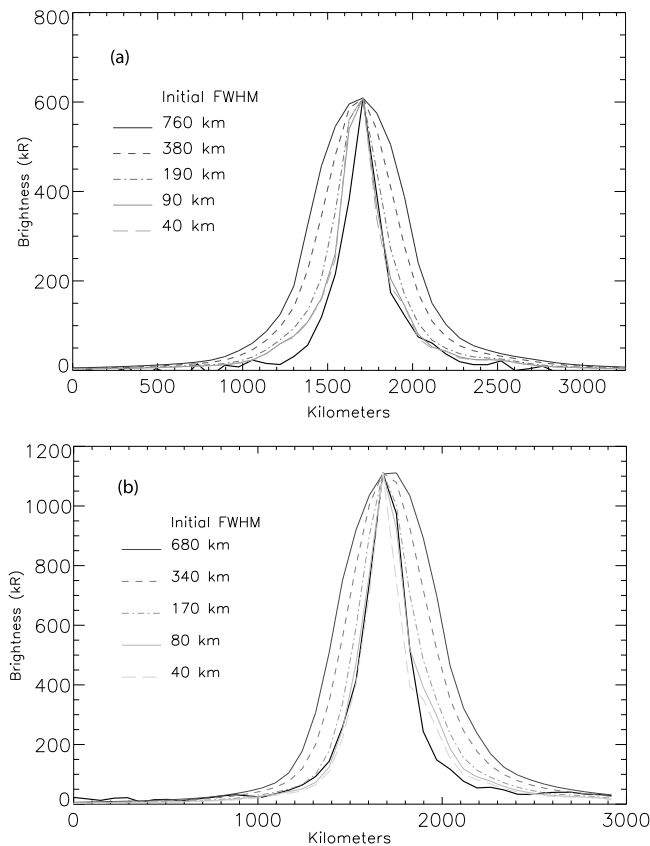 800
(a)
Initial FWHM
600
760 km
380 km
190 km
400
90 km
40 km
Brightness (kR)
200
0
0 500 1000 1500 2000 2500 3000
Kilometers
1200
(b)
Initial FWHM
1000
680 km
340 km
800
170 km
80 km
600
40 km
Brightness (kR)
400
200
0
0 1000 2000 3000
Kilometers